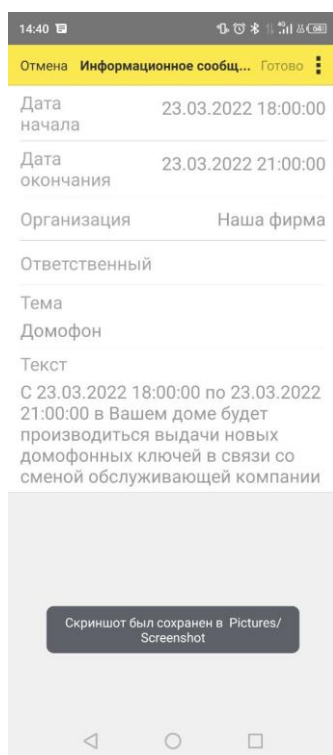 14:40
4G 68
Отмена Информационное сообщ... Готово
Дата
начала
23.03.2022 18:00:00
Дата
окончания
23.03.2022 21:00:00
Организация Наша фирма
Ответственный
Тема
Домофон
Текст
С 23.03.2022 18:00:00 по 23.03.2022
21:00:00 в Вашем доме будет
производиться выдачи новых
домофонных ключей в связи со
сменой обслуживающей компании
Скриншот был сохранен в Pictures/
Screenshot